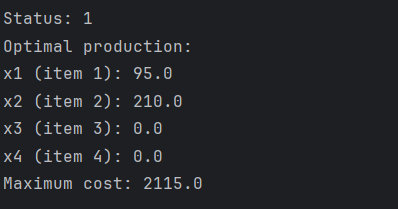 Status: 1
Optimal production:
x1 (item 1): 95.0
x2 (item 2): 210.0
x3 (item 3): 0.0
x4 (item 4): 0.0
Maximum cost: 2115.0